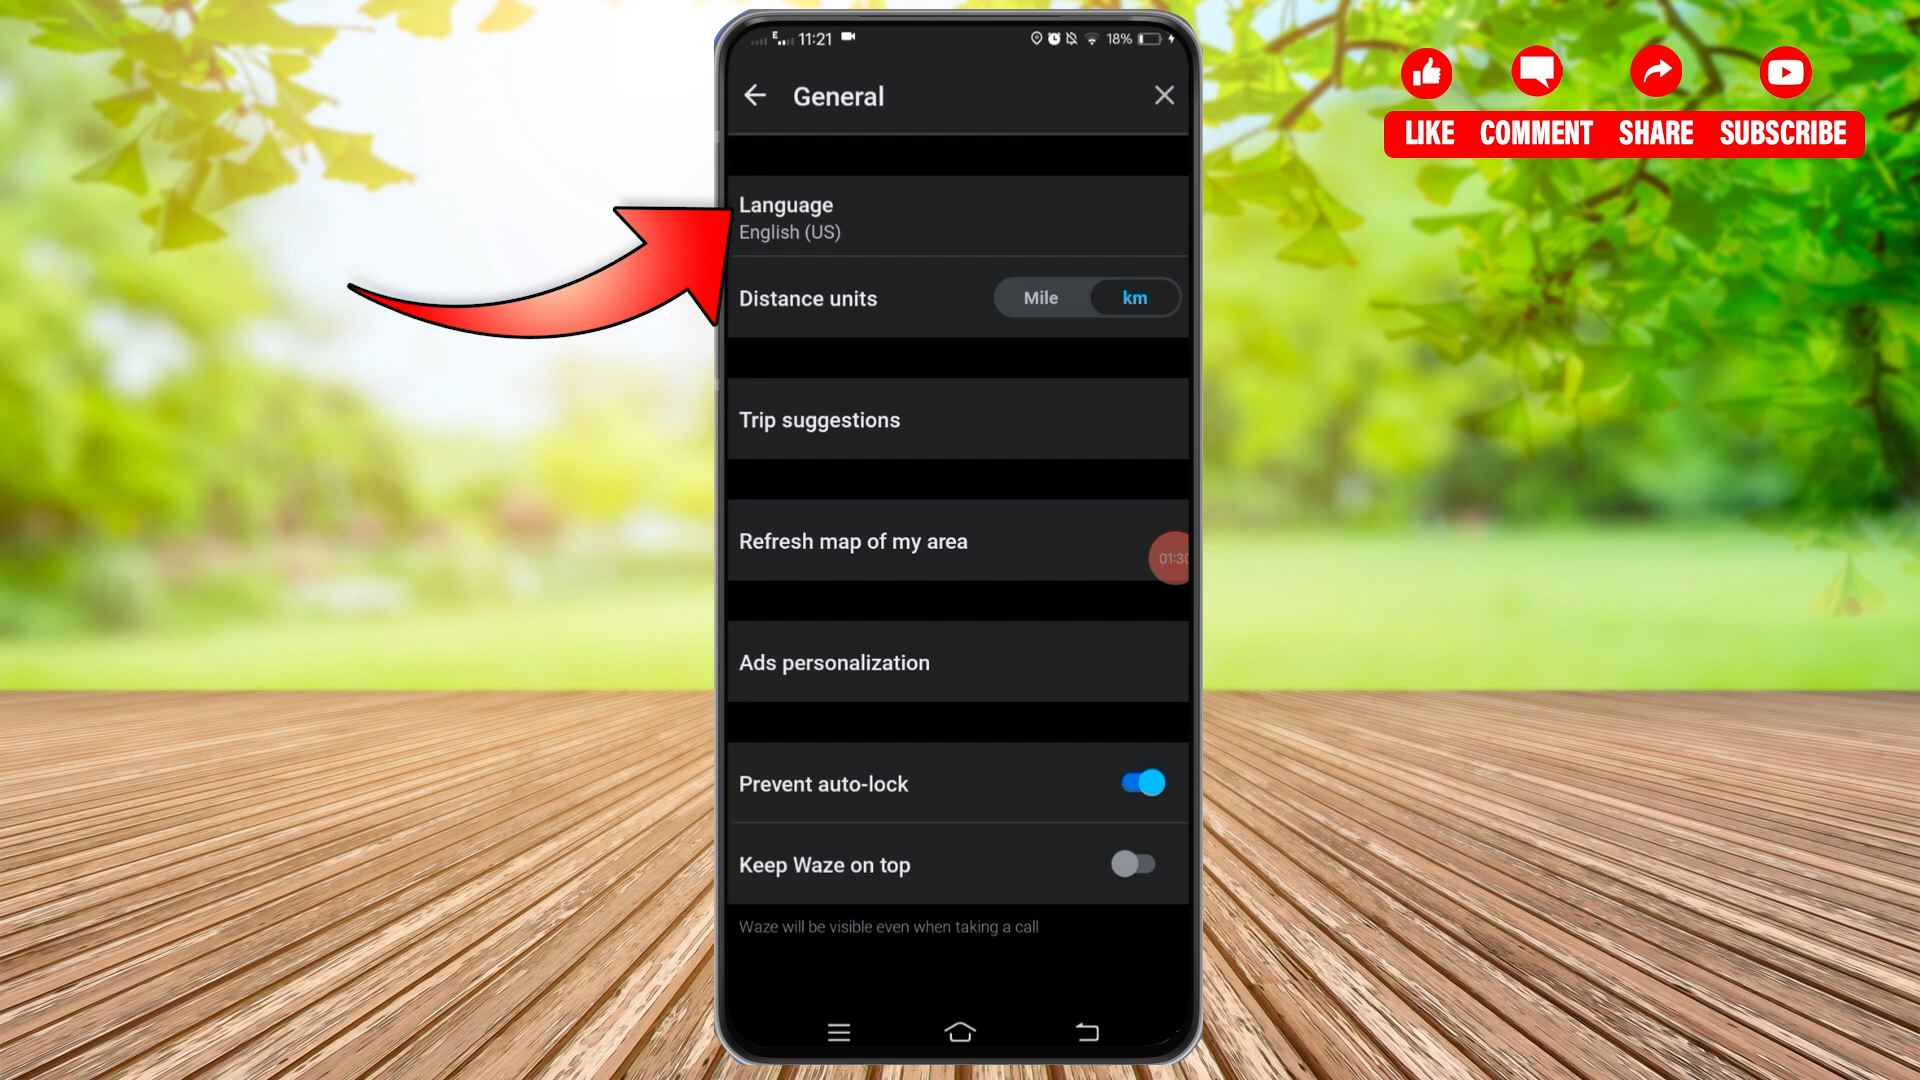 E 11:21 18%
General
LIKE COMMENT SHARE SUBSCRIBE
Language
English (US)
Distance units Mile km
Trip suggestions
Refresh map of my area
01:30
Ads personalization
Prevent auto-lock
Keep Waze on top
Waze will be visible even when taking a call